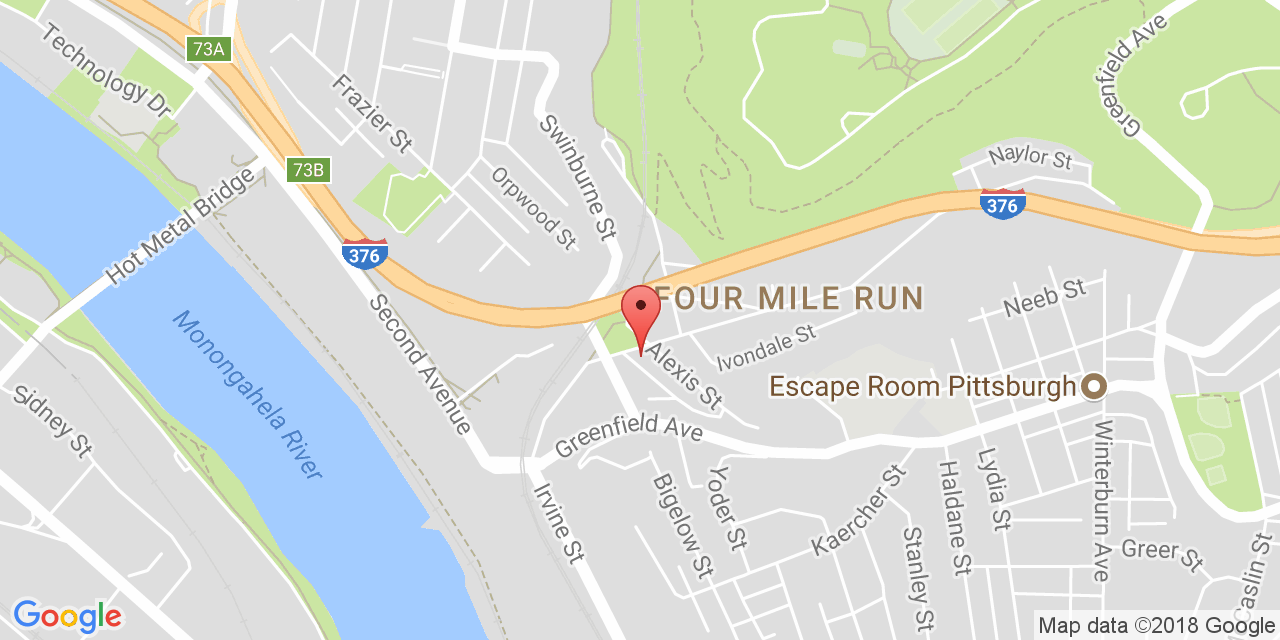 73A
Technology Dr
Greenfield Ave
Frazier St
Swinburne St
Naylor St
73B
Orpwood St
376
Hot Metal Bridge
376
FOUR MILE RUN
Neeb St
Second Avenue
Monongahela River
Alexis St
Ivondale St
Escape Room Pittsburgh
Sidney St
Greenfield Ave
Irvine St
Bigelow St
Yoder St
Kaercher St
Stanley St
Haldane St
Lydia St
Winterburn Ave
Greer St
Caslin St
Google
Map data ©2018 Google